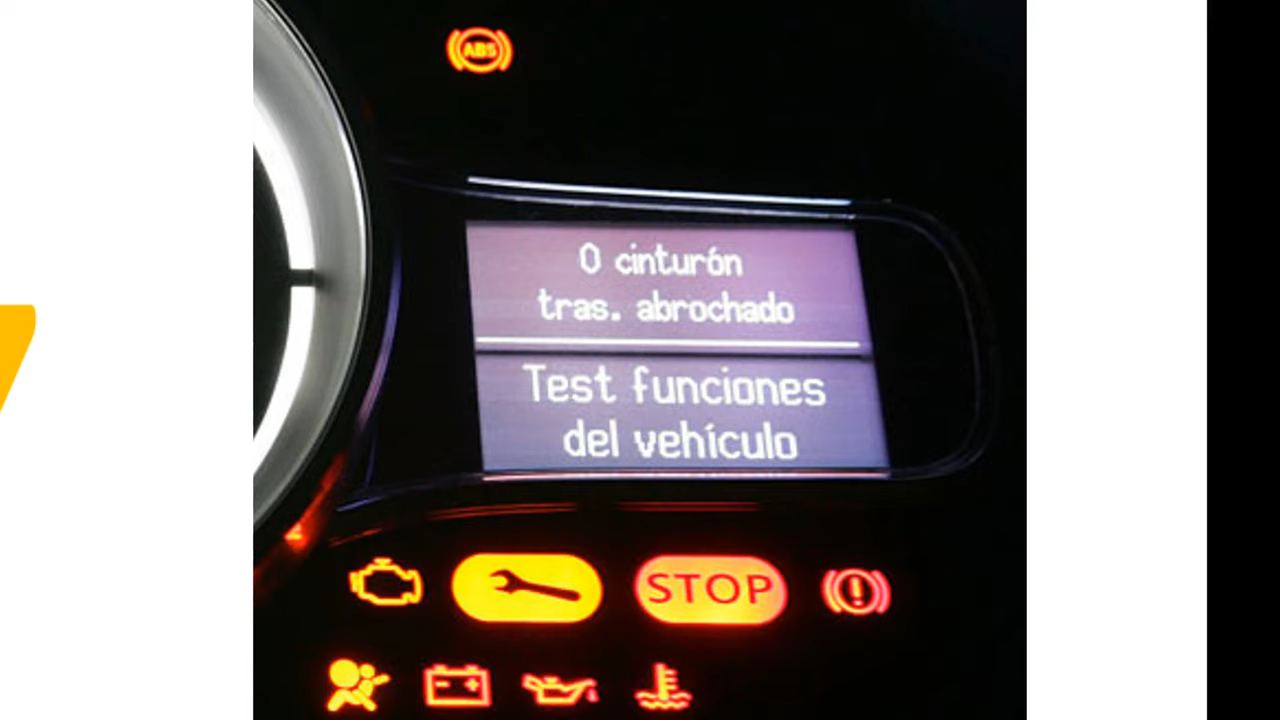 ABS
0 cinturón
tras. abrochado
Test funciones
del vehículo
STOP